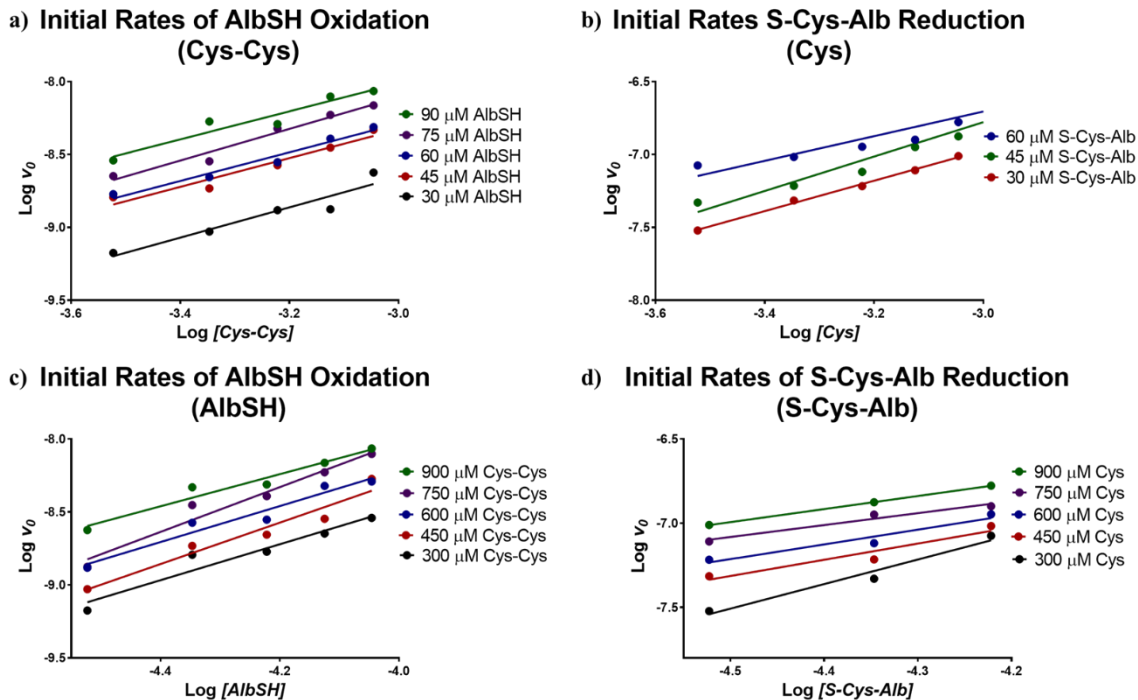 a) Initial Rates of AlbSH Oxidation
(Cys-Cys)
-8.0
-8.5
-9.0
-9.5
Log v0
-3.6
-3.4
-3.2
-3.0
Log [Cys-Cys]
90 μM AlbSH
75 μM AlbSH
60 μM AlbSH
45 μM AlbSH
30 μM AlbSH
b) Initial Rates S-Cys-Alb Reduction
(Cys)
-6.5
-7.0
-7.5
-8.0
Log v0
-3.6
-3.4
-3.2
-3.0
Log [Cys]
60 μM S-Cys-Alb
45 μM S-Cys-Alb
30 μM S-Cys-Alb
c) Initial Rates of AlbSH Oxidation
(AlbSH)
-8.0
-8.5
-9.0
-9.5
Log v0
-4.4
-4.2
-4.0
Log [AlbSH]
900 μM Cys-Cys
750 μM Cys-Cys
600 μM Cys-Cys
450 μM Cys-Cys
300 μM Cys-Cys
d) Initial Rates of S-Cys-Alb Reduction
(S-Cys-Alb)
-6.5
-7.0
-7.5
Log v0
-4.5
-4.4
-4.3
-4.2
Log [S-Cys-Alb]
900 μM Cys
750 μM Cys
600 μM Cys
450 μM Cys
300 μM Cys